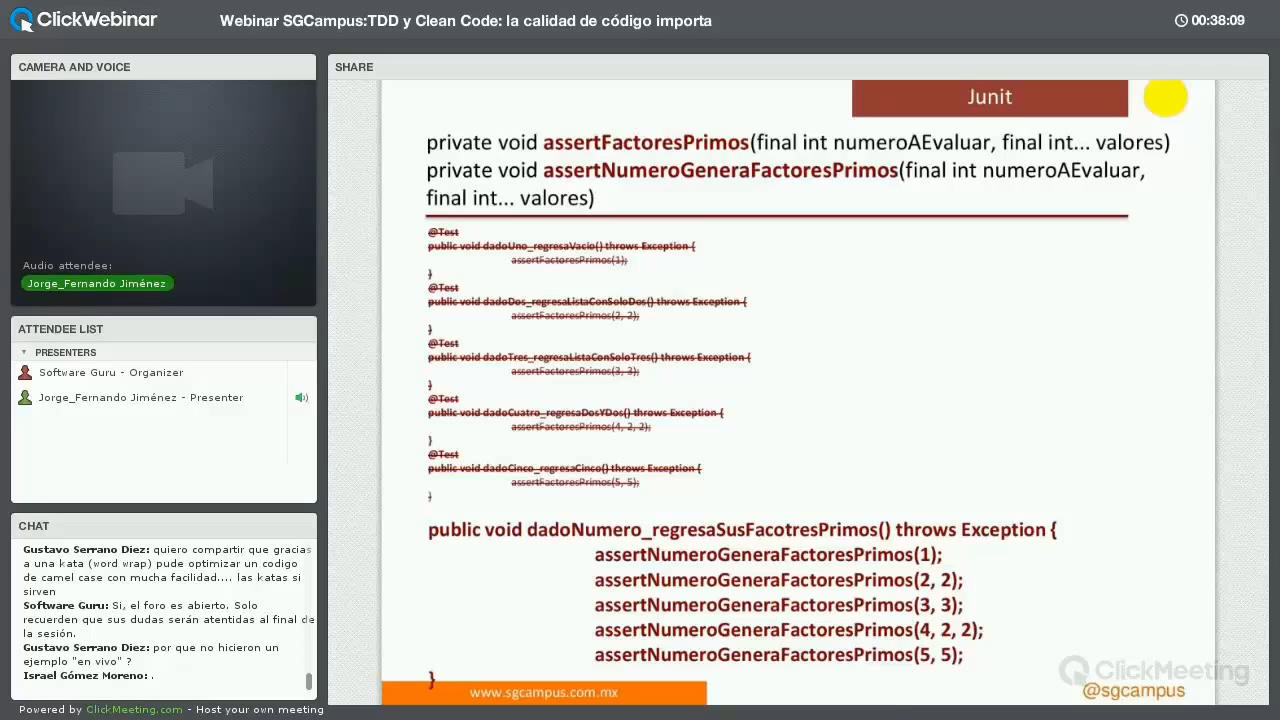 ClickWebinar
Webinar SGCampus:TDD y Clean Code: la calidad de código importa
00:38:09
CAMERA AND VOICE
Audio attendee:
Jorge_Fernando Jiménez
ATTENDEE LIST
PRESENTERS
Software Guru - Organizer
Jorge_Fernando Jiménez - Presenter
CHAT
Gustavo Serrano Diez: quiero compartir que gracias
a una kata (word wrap) pude optimizar un codigo
de camel case con mucha facilidad... las katas si
sirven
Software Guru: Si, el foro es abierto. Solo
recuerden que sus dudas serán atentidas al final de
la sesión.
Gustavo Serrano Diez: por que no hicieron un
ejemplo "en vivo" ?
Israel Gómez Moreno: .
Powered by ClickMeeting.com - Host your own meeting
SHARE
Junit
private void assertFactoresPrimos(final int numeroAEvaluar, final int... valores)
private void assertNumeroGeneraFactoresPrimos(final int numeroAEvaluar,
final int... valores)
@Test
public void dadoUno_regresaVacio() throws Exception {
assertFactoresPrimos(1);
}
@Test
public void dadoDos_regresaListaConSoloDos() throws Exception {
assertFactoresPrimos(2, 2);
}
@Test
public void dadoTres_regresaListaConSoloTres() throws Exception {
assertFactoresPrimos(3, 3);
}
@Test
public void dadoCuatro_regresaDosYDos() throws Exception {
assertFactoresPrimos(4, 2, 2);
}
@Test
public void dadoCinco_regresaCinco() throws Exception {
assertFactoresPrimos(5, 5);
}
public void dadoNumero_regresaSusFacotresPrimos() throws Exception {
assertNumeroGeneraFactoresPrimos(1);
assertNumeroGeneraFactoresPrimos(2, 2);
assertNumeroGeneraFactoresPrimos(3, 3);
assertNumeroGeneraFactoresPrimos(4, 2, 2);
assertNumeroGeneraFactoresPrimos(5, 5);
}
www.sgcampus.com.mx
ClickMeeting
@sgcampus